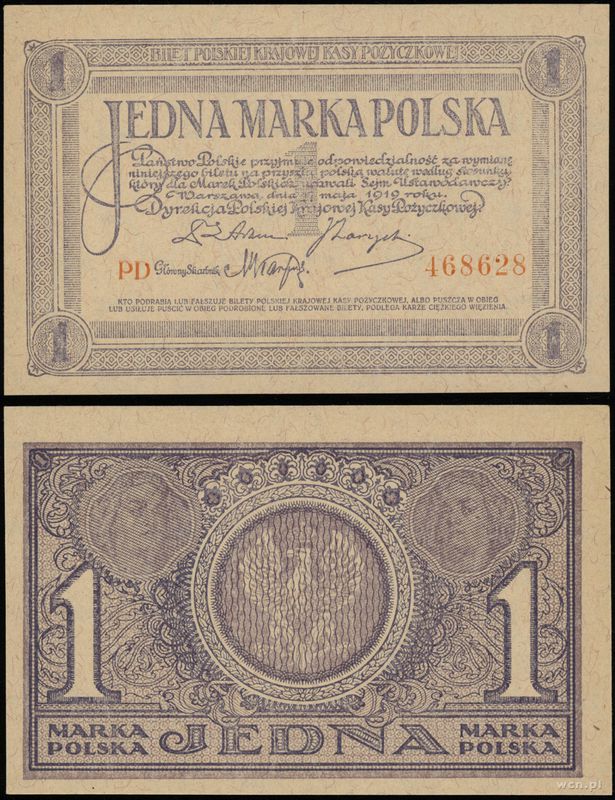 BILET POLSKIEJ KRAJOWEJ KASY POŻYCZKOWEJ
1 1
JEDNA MARKA POLSKA
1
Państwo Polskie przyjmuje odpowiedzialność za wymianę
niniejszego biletu na przyszłą polską walutę według stosunku,
który dla Marek Polskich uchwali Sejm Ustawodawczy.
Warszawa, dnia maja 1919 roku.
Dyrekcja Polskiej Krajowej Kasy Pożyczkowej.
PD Główny Skarbnik 468628
KTO PODRABIA LUB FAŁSZUJE BILETY POLSKIEJ KRAJOWEJ KASY POŻYCZKOWEJ, ALBO PUSZCZA W OBIEG
LUB USIŁUJE PUŚCIĆ W OBIEG PODROBIONE LUB FAŁSZOWANE BILETY, PODLEGA KARZE CIĘŻKIEGO WIĘZIENIA.
1 1
1 1
MARKA POLSKA JEDNA MARKA POLSKA
wcn.pl